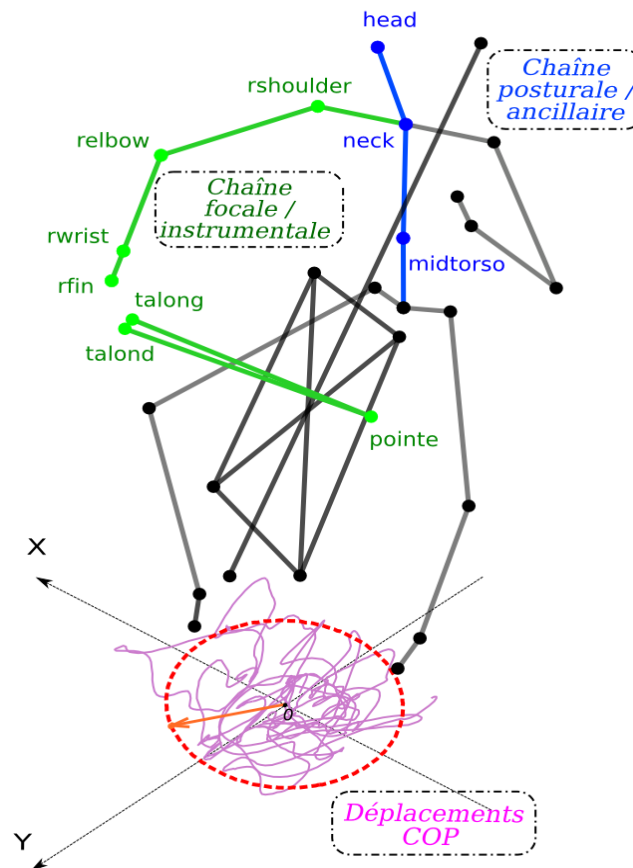 head
rshoulder
Chaîne
posturale /
ancillaire
relbow
neck
Chaîne
focale /
instrumentale
rwrist
midtorso
rfin
talong
talond
pointe
X
0
Déplacements
COP
Y